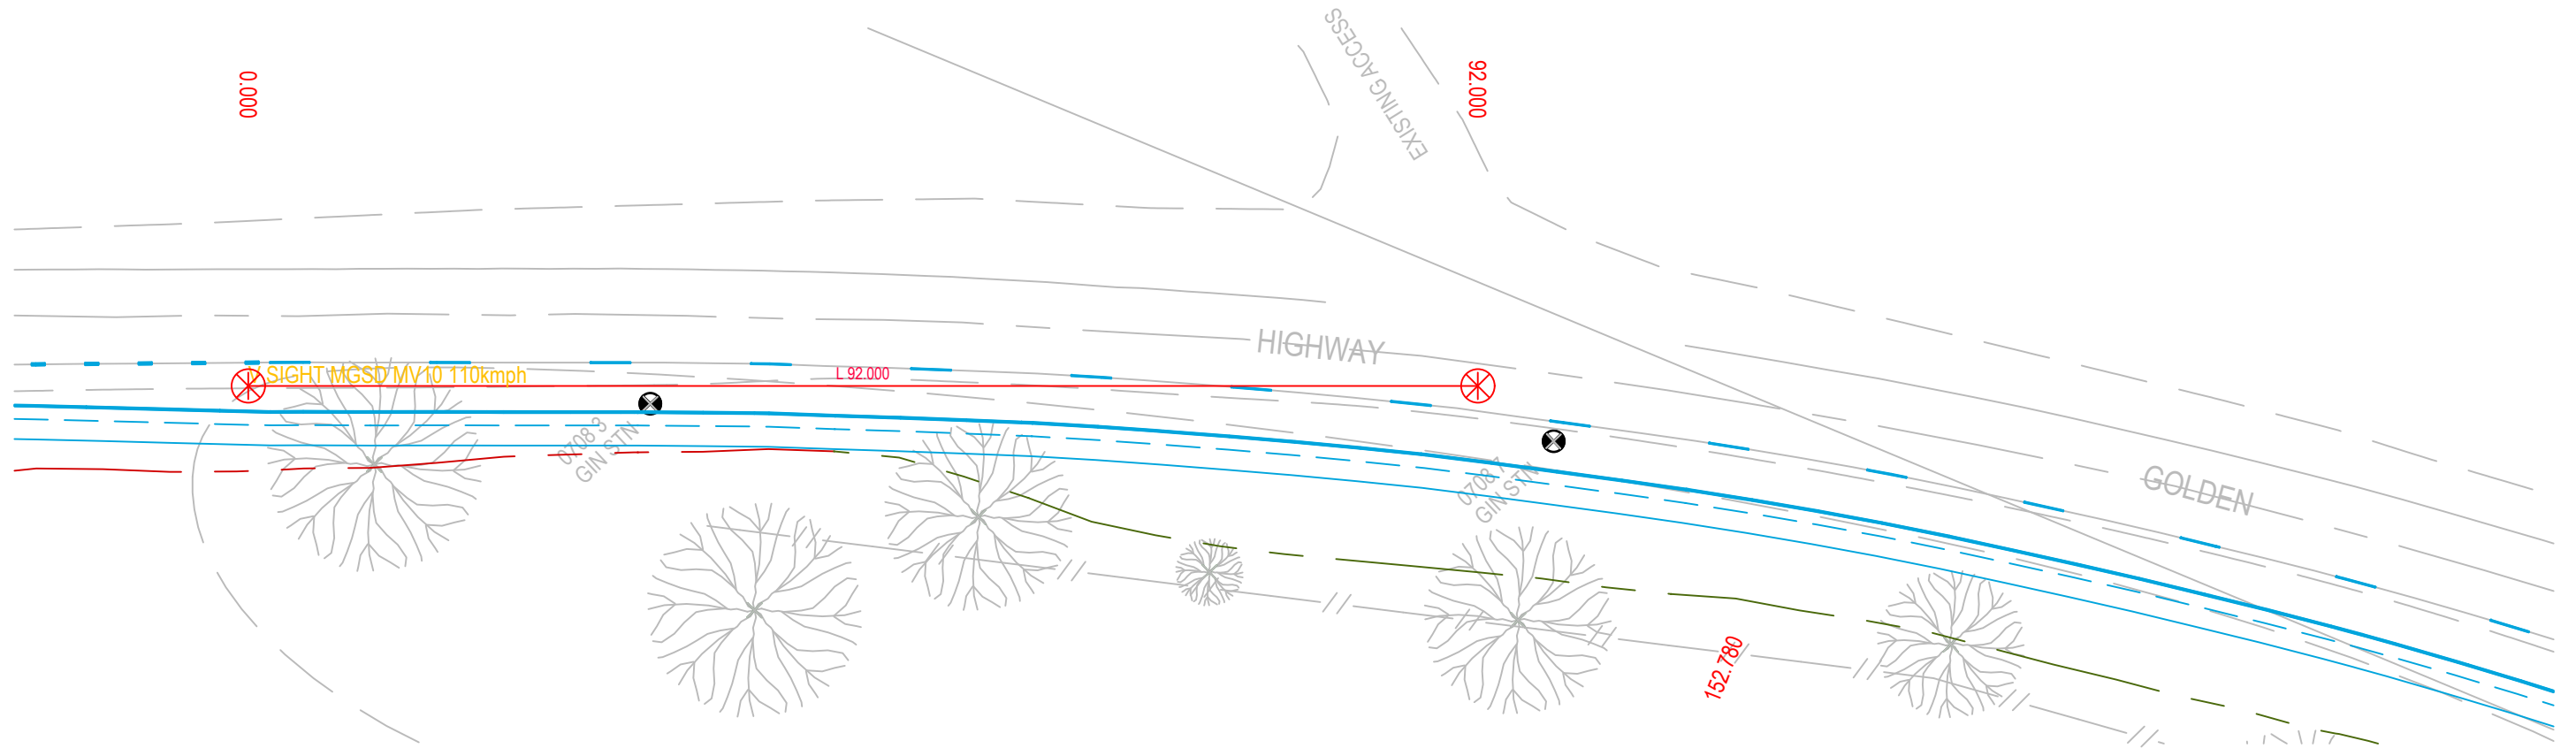 0.000
EXISTING ACCESS
92.000
HIGHWAY
SIGHT MGSD MV10 110kmph
L 92.000
0708 3
GIN STN
0708 7
GIN STN
GOLDEN
152.780